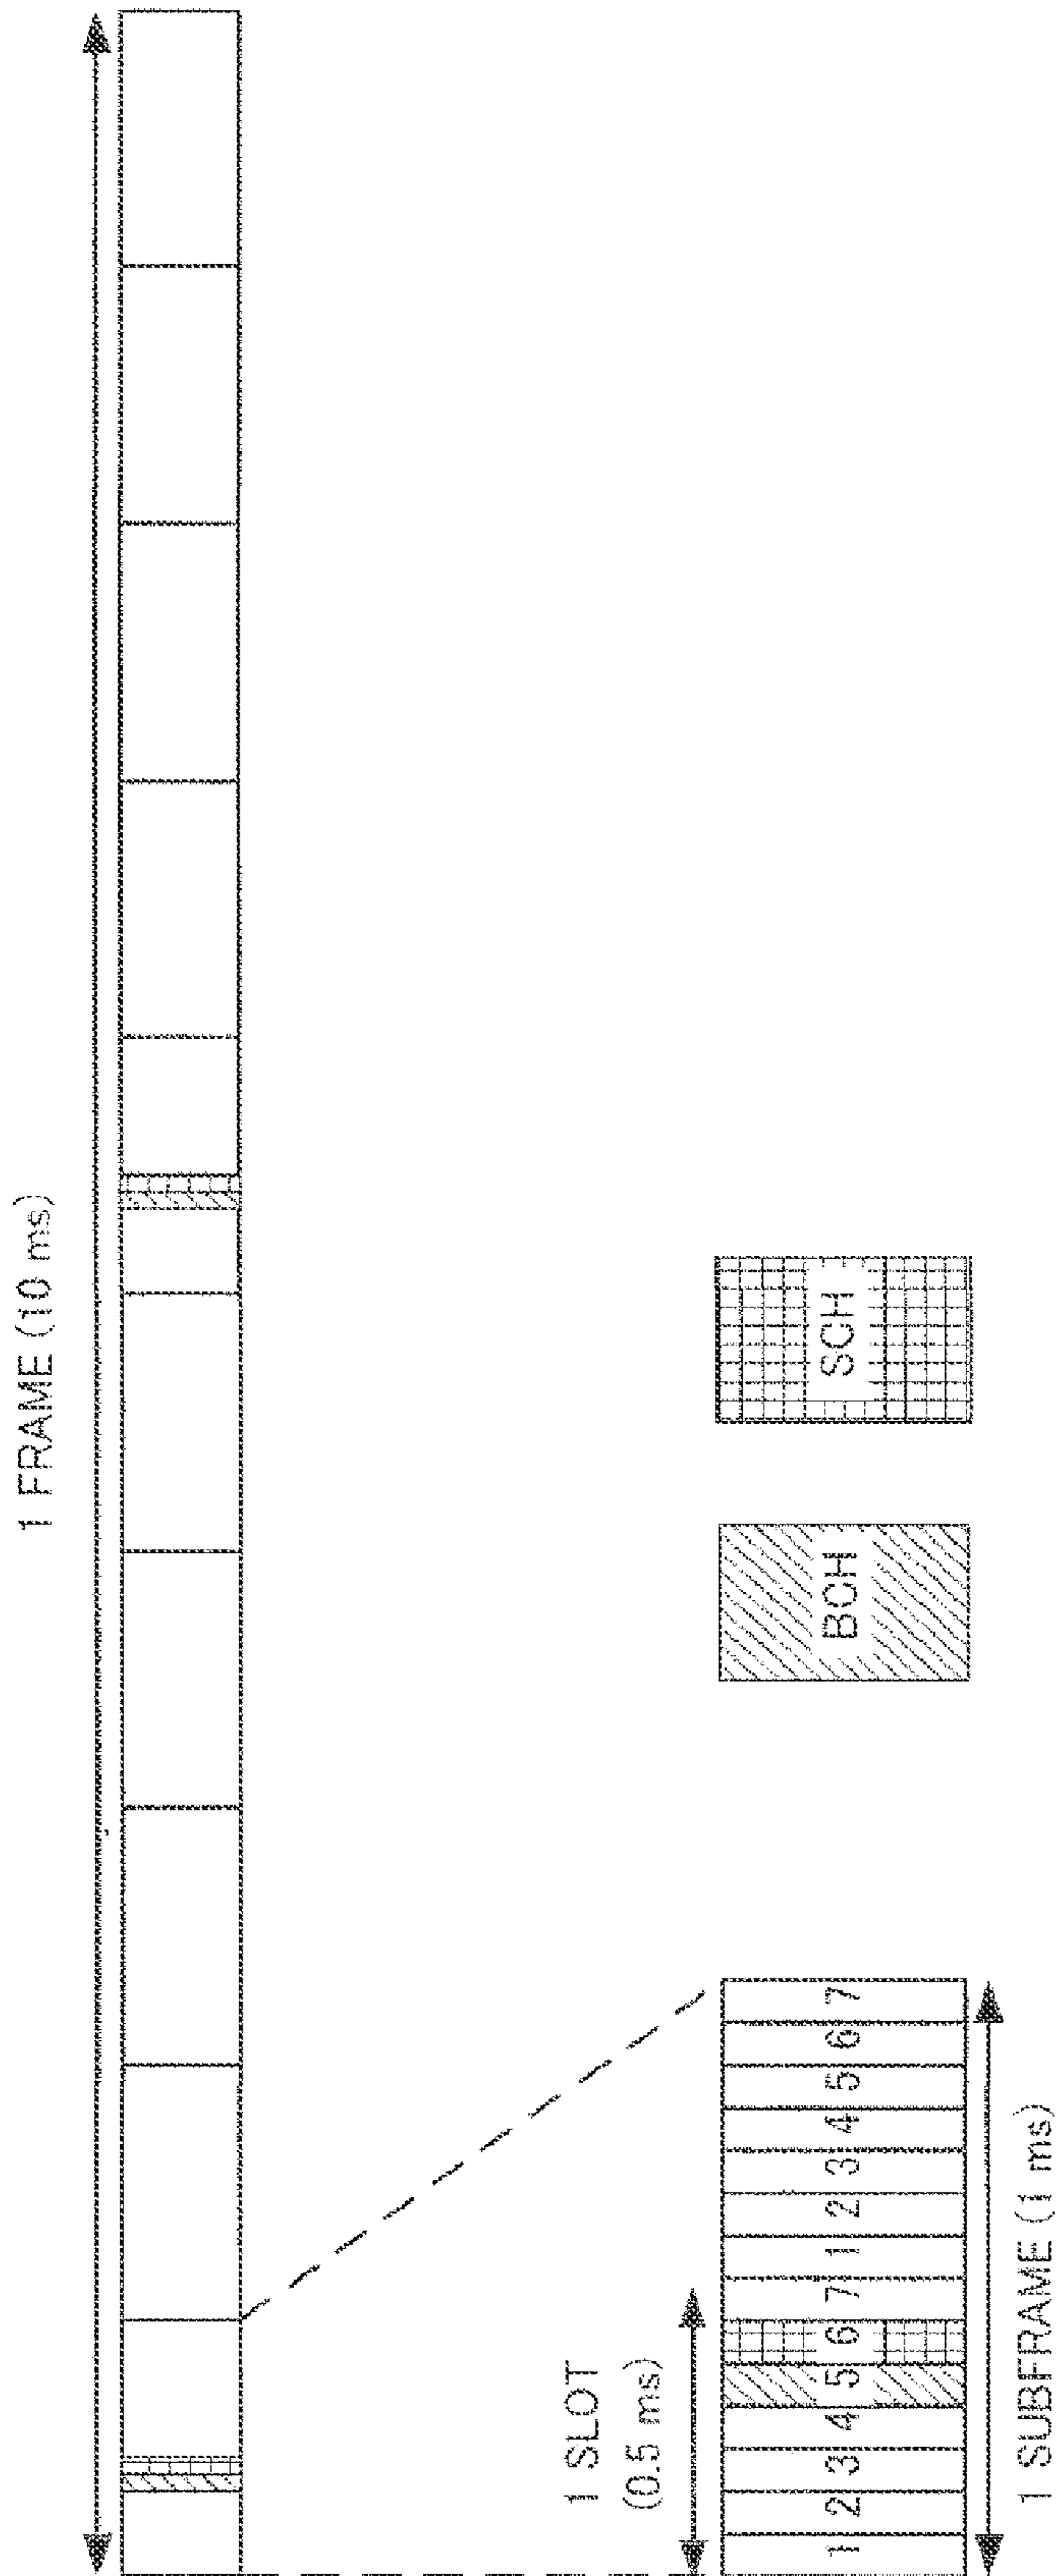 1 FRAME (10 ms)
1 SLOT
(0.5 ms)
1 2 3 4 5 6 7 1 2 3 4 5 6 7
1 SUBFRAME (1 ms)
BCH
SCH